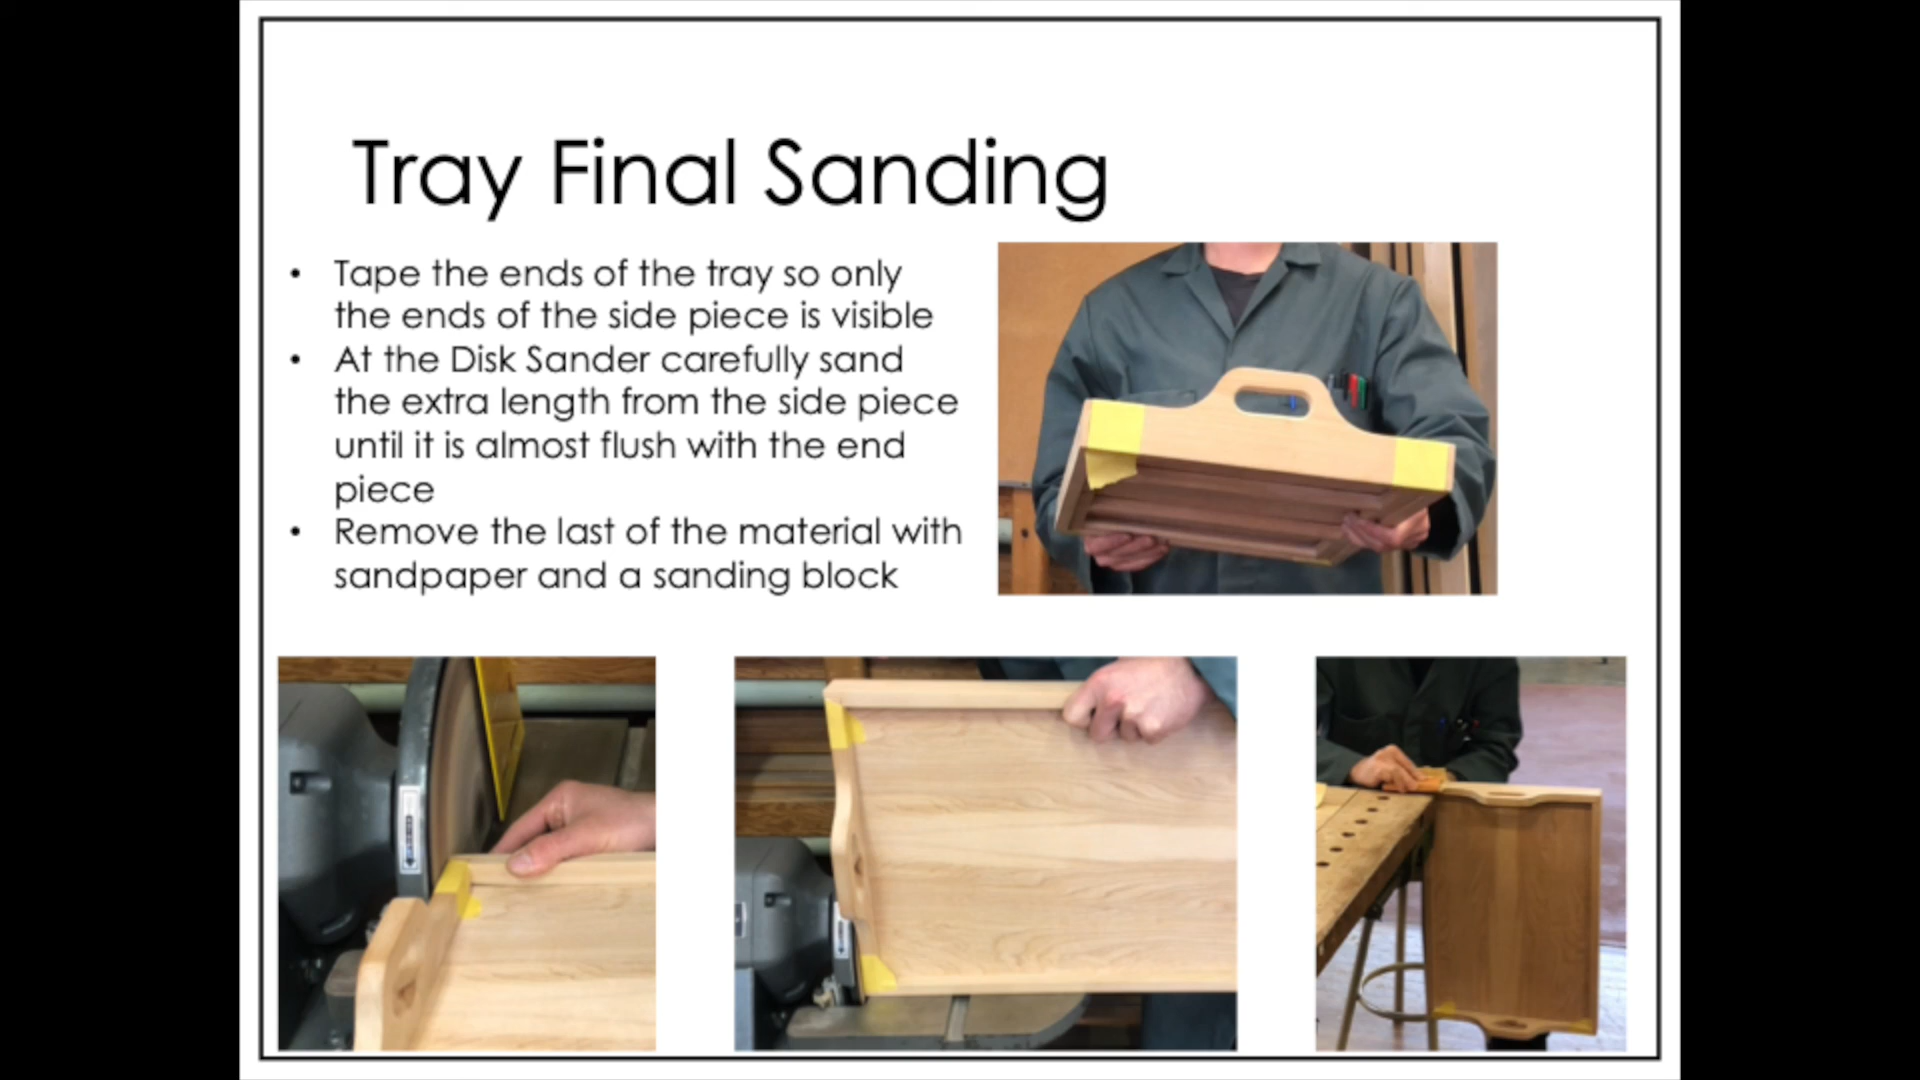 Tray Final Sanding
• Tape the ends of the tray so only
the ends of the side piece is visible
• At the Disk Sander carefully sand
the extra length from the side piece
until it is almost flush with the end
piece
• Remove the last of the material with
sandpaper and a sanding block